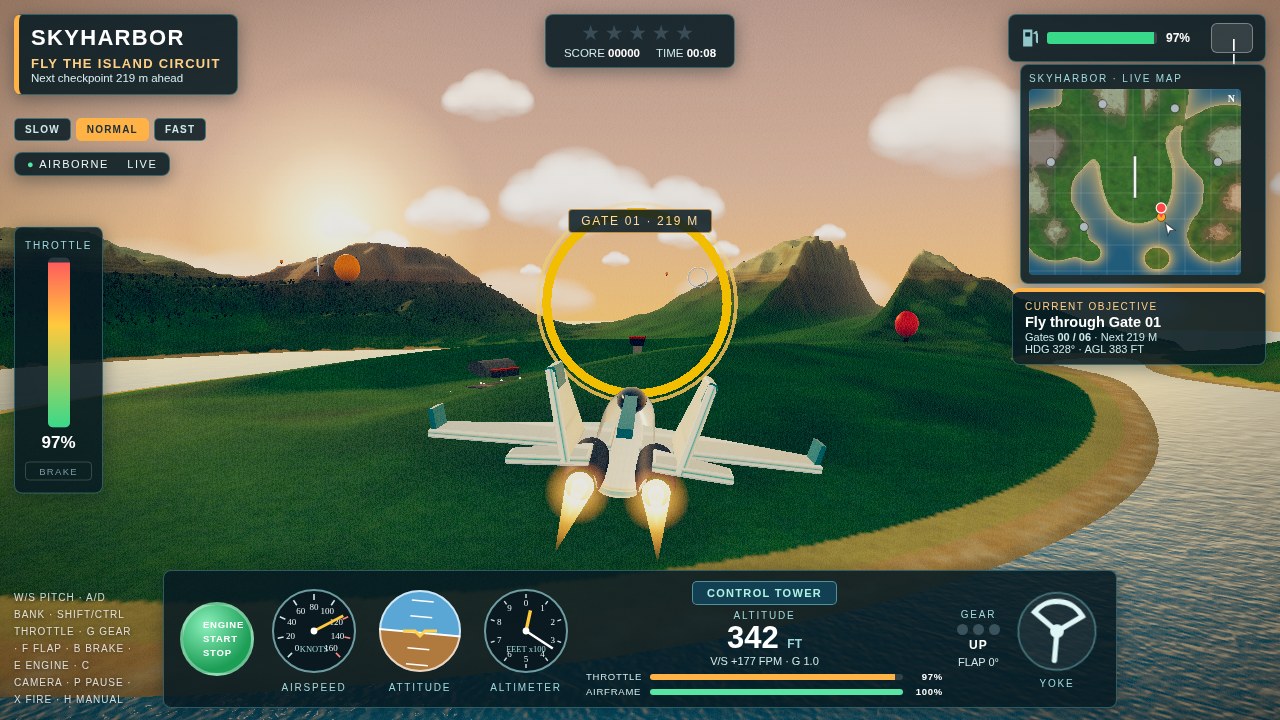 SKYHARBOR
FLY THE ISLAND CIRCUIT
Next checkpoint 219 m ahead
SCORE 00000 TIME 00:08
97%
SLOW NORMAL FAST
AIRBORNE LIVE
SKYHARBOR · LIVE MAP
N
GATE 01 · 219 M
THROTTLE
97%
BRAKE
CURRENT OBJECTIVE
Fly through Gate 01
Gates 00 / 06 · Next 219 M
HDG 328° · AGL 383 FT
W/S PITCH · A/D
BANK · SHIFT/CTRL
THROTTLE · G GEAR
· F FLAP · B BRAKE ·
E ENGINE · C
CAMERA · P PAUSE ·
X FIRE · H MANUAL
ENGINE
START
STOP
0 20 40 60 80 100 120 140 160
KNOTS
AIRSPEED
ATTITUDE
0 1 2 3 4 5 6 7 8 9
FEET x100
ALTIMETER
CONTROL TOWER
ALTITUDE
342 FT
V/S +177 FPM · G 1.0
THROTTLE 97%
AIRFRAME 100%
GEAR
UP
FLAP 0°
YOKE